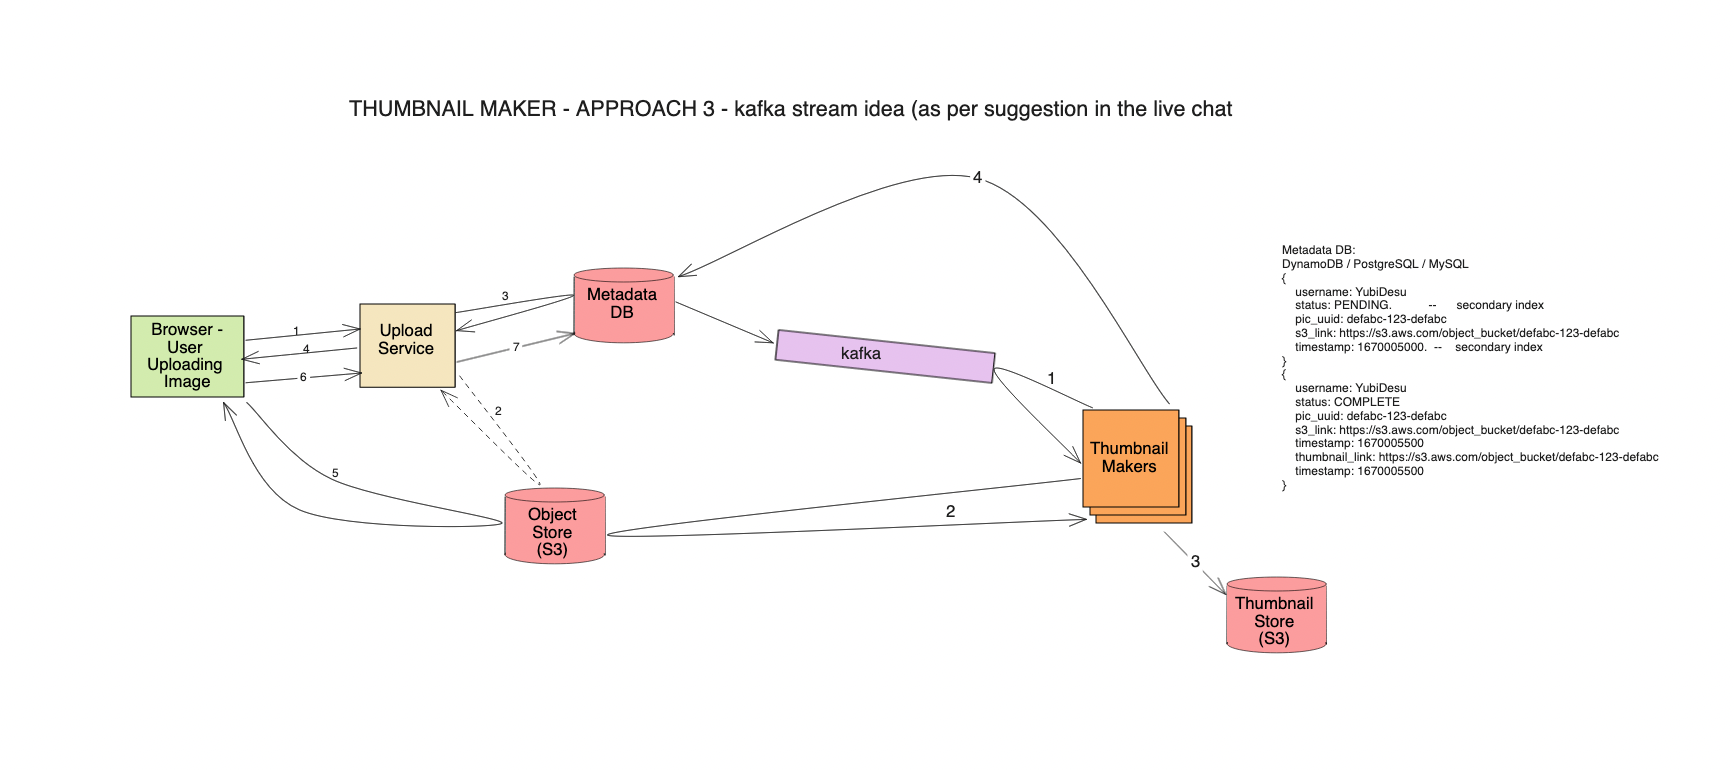 THUMBNAIL MAKER - APPROACH 3 - kafka stream idea (as per suggestion in the live chat
4
Metadata DB:
DynamoDB / PostgreSQL / MySQL
{
username: YubiDesu
status: PENDING. -- secondary index
pic_uuid: defabc-123-defabc
s3_link: https://s3.aws.com/object_bucket/defabc-123-defabc
timestamp: 1670005000. -- secondary index
}
{
username: YubiDesu
status: COMPLETE
pic_uuid: defabc-123-defabc
s3_link: https://s3.aws.com/object_bucket/defabc-123-defabc
timestamp: 1670005500
thumbnail_link: https://s3.aws.com/object_bucket/defabc-123-defabc
timestamp: 1670005500
}
Browser -
User
Uploading
Image
1
4
6
Upload
Service
3
7
2
5
Metadata
DB
kafka
1
Thumbnail
Makers
Object
Store
(S3)
2
3
Thumbnail
Store
(S3)